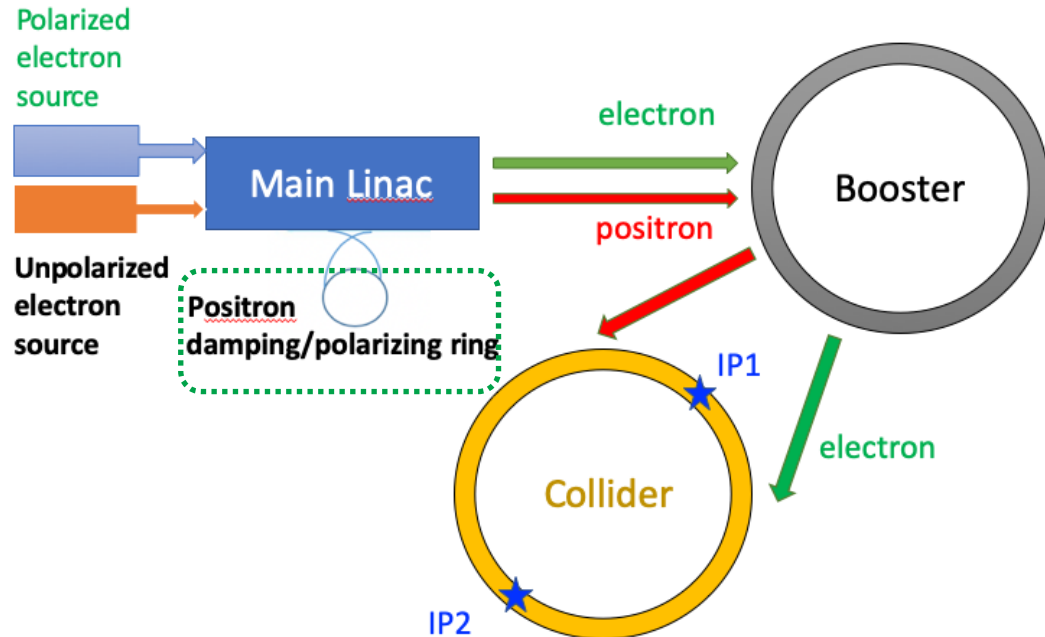 Polarized
electron
source
Main Linac
electron
positron
Booster
Unpolarized
electron
source
Positron
damping/polarizing ring
IP1
electron
Collider
IP2